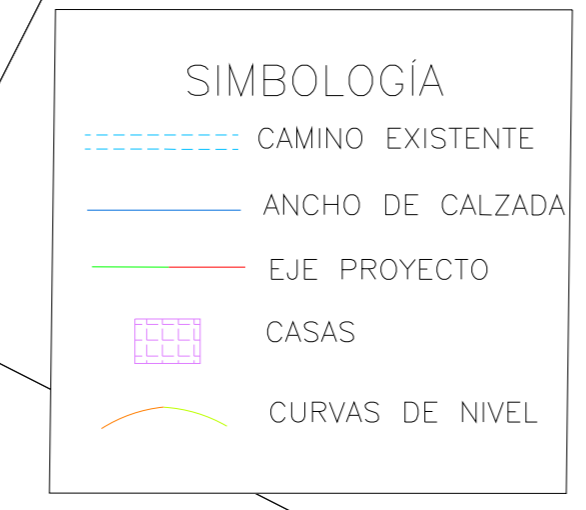 SIMBOLOGÍA
CAMINO EXISTENTE
ANCHO DE CALZADA
EJE PROYECTO
CASAS
CURVAS DE NIVEL